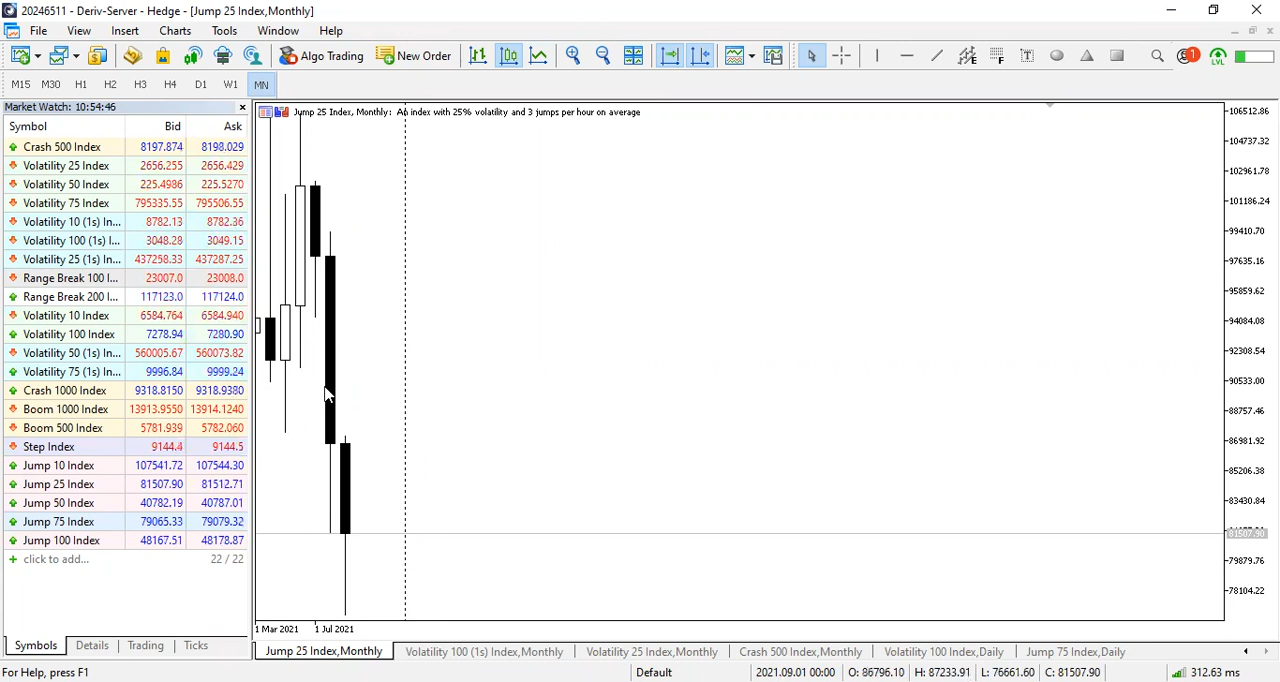 20246511 - Deriv-Server - Hedge - [Jump 25 Index,Monthly]
File View Insert Charts Tools Window Help
Algo Trading New Order LVL 1
M15 M30 H1 H2 H3 H4 D1 W1 MN
Market Watch: 10:54:46
Symbol Bid Ask
Crash 500 Index 8197.874 8198.029
Volatility 25 Index 2656.255 2656.429
Volatility 50 Index 225.4986 225.5270
Volatility 75 Index 795335.55 795506.55
Volatility 10 (1s) In... 8782.13 8782.36
Volatility 100 (1s) I... 3048.28 3049.15
Volatility 25 (1s) In... 437258.33 437287.25
Range Break 100 I... 23007.0 23008.0
Range Break 200 I... 117123.0 117124.0
Volatility 10 Index 6584.764 6584.940
Volatility 100 Index 7278.94 7280.90
Volatility 50 (1s) In... 560005.67 560073.82
Volatility 75 (1s) In... 9996.84 9999.24
Crash 1000 Index 9318.8150 9318.9380
Boom 1000 Index 13913.9550 13914.1240
Boom 500 Index 5781.939 5782.060
Step Index 9144.4 9144.5
Jump 10 Index 107541.72 107544.30
Jump 25 Index 81507.90 81512.71
Jump 50 Index 40782.19 40787.01
Jump 75 Index 79065.33 79079.32
Jump 100 Index 48167.51 48178.87
click to add... 22 / 22
Symbols Details Trading Ticks
Jump 25 Index, Monthly: An index with 25% volatility and 3 jumps per hour on average
106512.86
104737.32
102961.78
101186.24
99410.70
97635.16
95859.62
94084.08
92308.54
90533.00
88757.46
86981.92
85206.38
83430.84
81507.90
79879.76
78104.22
1 Mar 2021 1 Jul 2021
Jump 25 Index,Monthly Volatility 100 (1s) Index,Monthly Volatility 25 Index,Monthly Crash 500 Index,Monthly Volatility 100 Index,Daily Jump 75 Index,Daily
For Help, press F1 Default 2021.09.01 00:00 O: 86796.10 H: 87233.91 L: 76661.60 C: 81507.90 312.63 ms